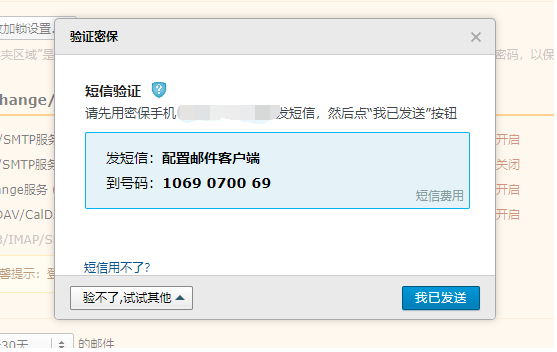 加锁设置
验证密保
夹区域”是
密码，以保
短信验证
请先用密保手机
发短信，然后点“我已发送”按钮
hange/
/SMTP服务
开启
发短信：配置邮件客户端
/SMTP服务
关闭
到号码：1069 0700 69
nge服务
开启
短信费用
DAV/CalDA
开启
/IMAP/S
短信用不了？
馨提示：登
验不了,试试其他
我已发送
30天
的邮件